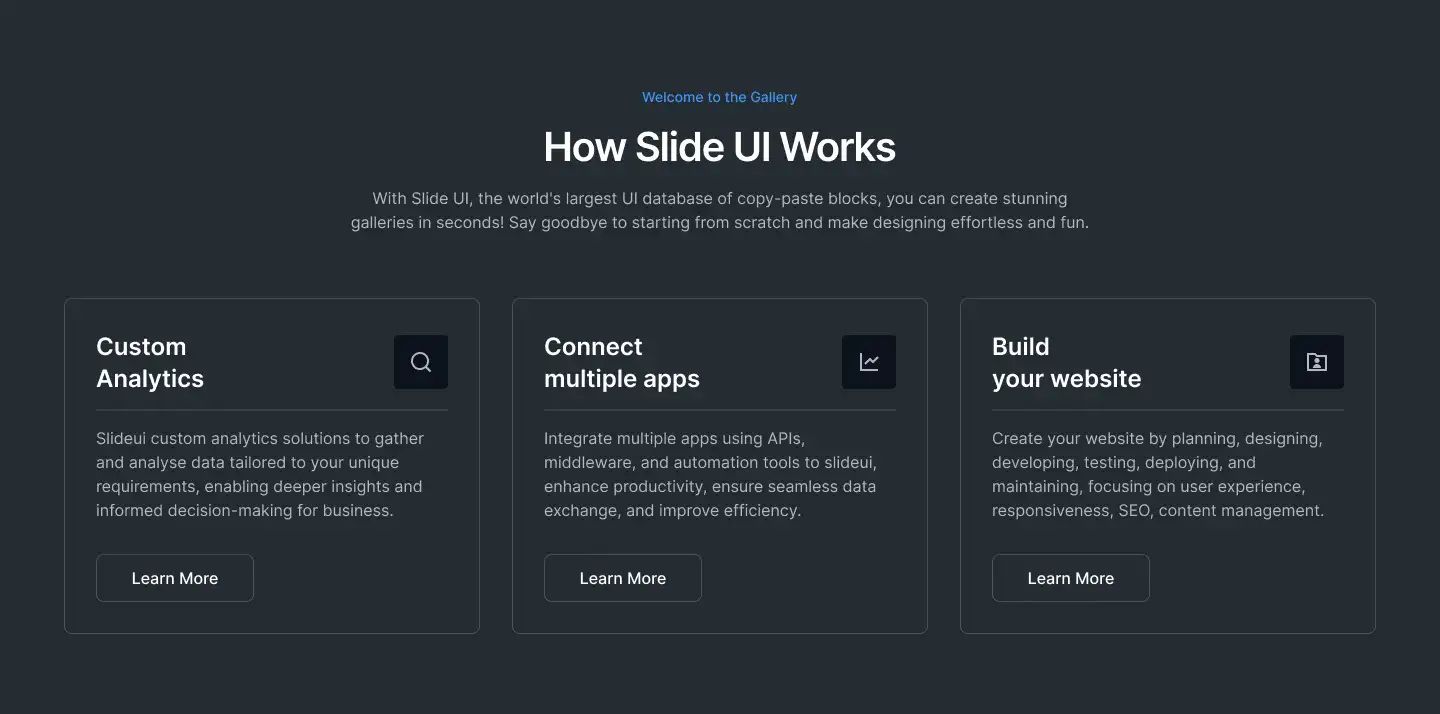 Welcome to the Gallery
How Slide UI Works
With Slide UI, the world's largest UI database of copy-paste blocks, you can create stunning
galleries in seconds! Say goodbye to starting from scratch and make designing effortless and fun.
Custom
Analytics
Slideui custom analytics solutions to gather
and analyse data tailored to your unique
requirements, enabling deeper insights and
informed decision-making for business.
Learn More
Connect
multiple apps
Integrate multiple apps using APIs,
middleware, and automation tools to slideui,
enhance productivity, ensure seamless data
exchange, and improve efficiency.
Learn More
Build
your website
Create your website by planning, designing,
developing, testing, deploying, and
maintaining, focusing on user experience,
responsiveness, SEO, content management.
Learn More